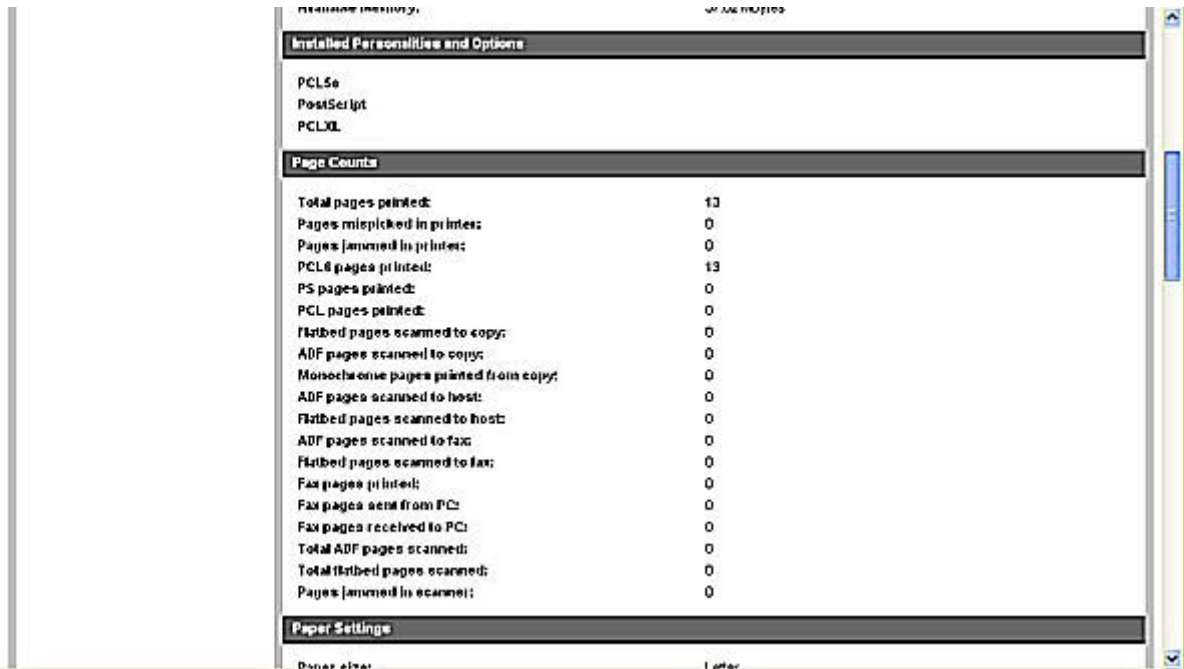 Available Memory:
Installed Personalities and Options
PCL5e
PostScript
PCLXL
Page Counts
Total pages printed: 13
Pages mispicked in printer: 0
Pages jammed in printer: 0
PCL6 pages printed: 13
PS pages printed: 0
PCL pages printed: 0
Flatbed pages scanned to copy: 0
ADF pages scanned to copy: 0
Monochrome pages printed from copy: 0
ADF pages scanned to host: 0
Flatbed pages scanned to host: 0
ADF pages scanned to fax: 0
Flatbed pages scanned to fax: 0
Fax pages printed: 0
Fax pages sent from PC: 0
Fax pages received to PC: 0
Total ADF pages scanned: 0
Total flatbed pages scanned: 0
Pages jammed in scanner: 0
Paper Settings
Paper size: Letter